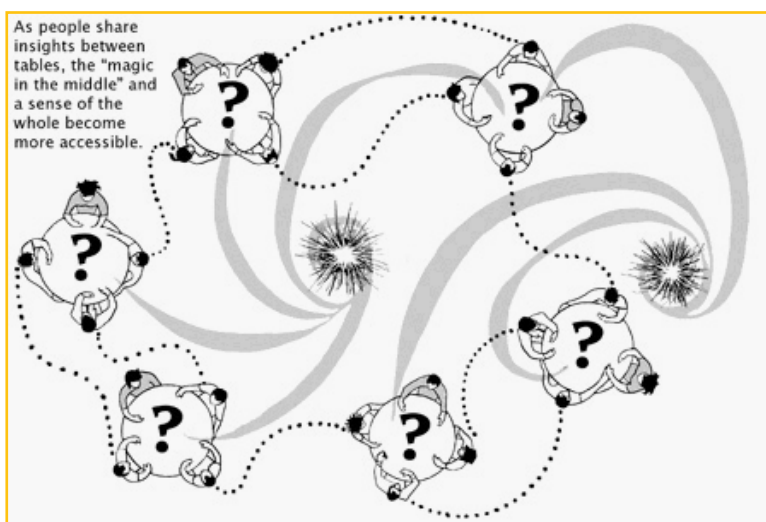 As people share
insights between
tables, the “magic
in the middle” and
a sense of the
whole become
more accessible.
?
?
?
?
?
?